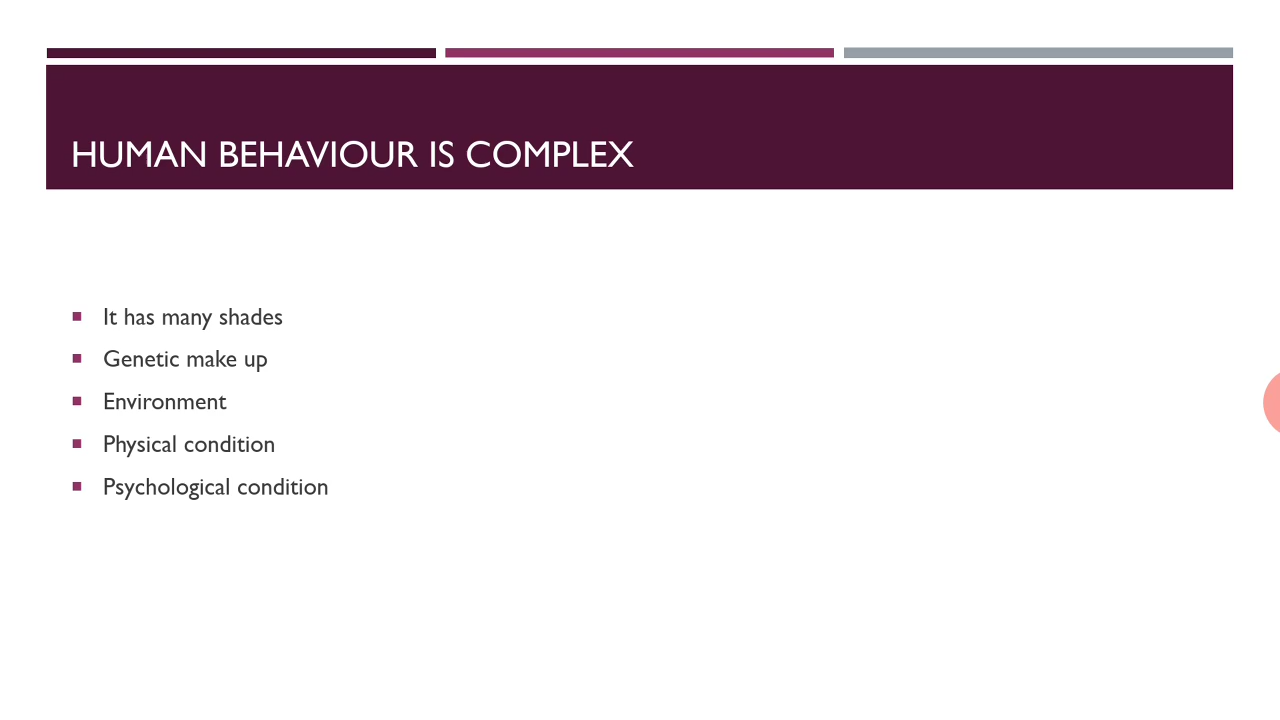 HUMAN BEHAVIOUR IS COMPLEX
It has many shades
Genetic make up
Environment
Physical condition
Psychological condition